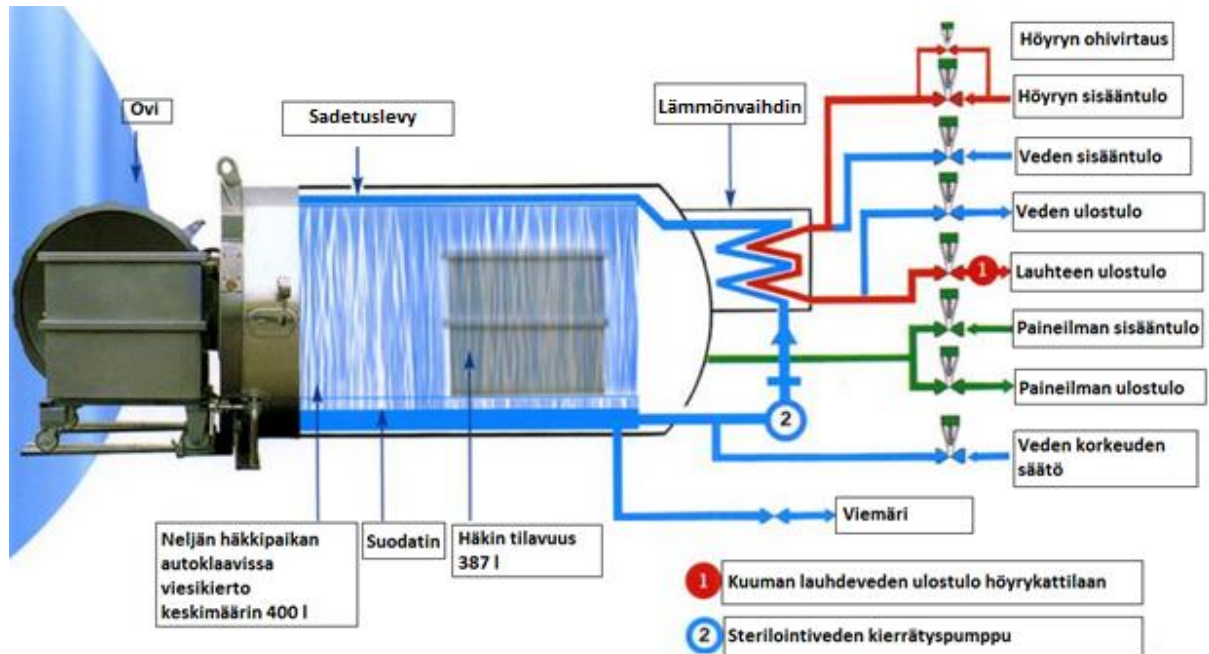 Ovi
Sadetuslevy
Lämmönvaihdin
Höyryn ohivirtaus
Höyryn sisääntulo
Veden sisääntulo
Veden ulostulo
1
Lauhteen ulostulo
Paineilman sisääntulo
Paineilman ulostulo
2
Veden korkeuden
säätö
Viemäri
Neljän häkkipaikan
autoklaavissa
viesikierto
keskimäärin 400 l
Suodatin
Häkin tilavuus
387 l
1 Kuuman lauhdeveden ulostulo höyrykattilaan
2 Sterilointiveden kierrätyspumppu